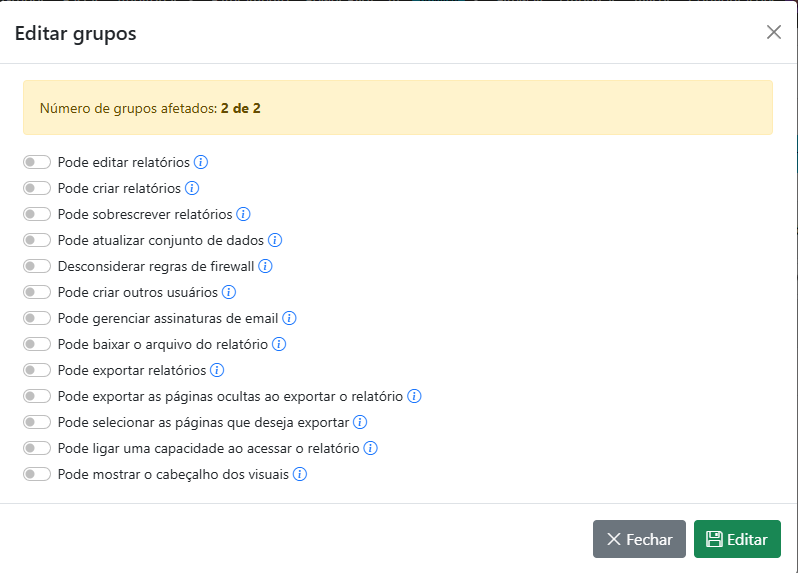 Editar grupos
Número de grupos afetados: 2 de 2
Pode editar relatórios
Pode criar relatórios
Pode sobrescrever relatórios
Pode atualizar conjunto de dados
Desconsiderar regras de firewall
Pode criar outros usuários
Pode gerenciar assinaturas de email
Pode baixar o arquivo do relatório
Pode exportar relatórios
Pode exportar as páginas ocultas ao exportar o relatório
Pode selecionar as páginas que deseja exportar
Pode ligar uma capacidade ao acessar o relatório
Pode mostrar o cabeçalho dos visuais
Fechar
Editar